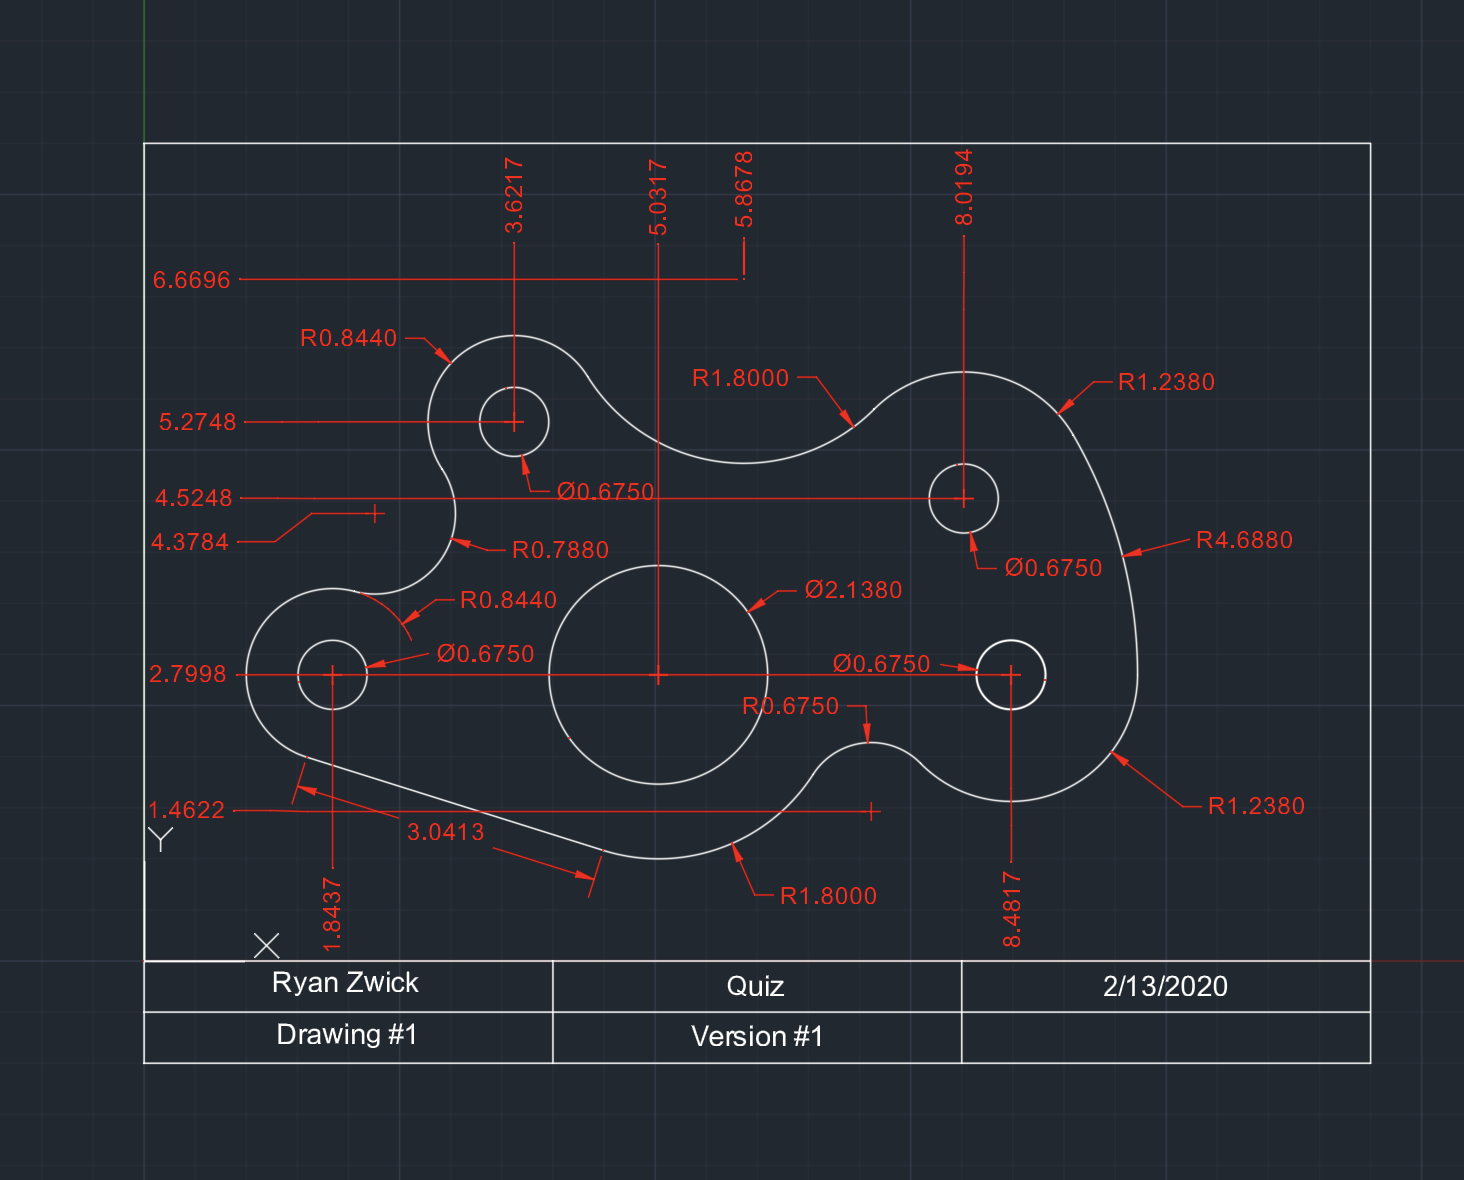 3.6217
5.0317
5.8678
8.0194
6.6696
R0.8440
R1.8000
R1.2380
5.2748
4.5248
Ø0.6750
4.3784
R0.7880
R4.6880
Ø0.6750
R0.8440
Ø2.1380
Ø0.6750
Ø0.6750
2.7998
R0.6750
1.4622
3.0413
R1.2380
R1.8000
1.8437
8.4817
Y
X
Ryan Zwick
Quiz
2/13/2020
Drawing #1
Version #1